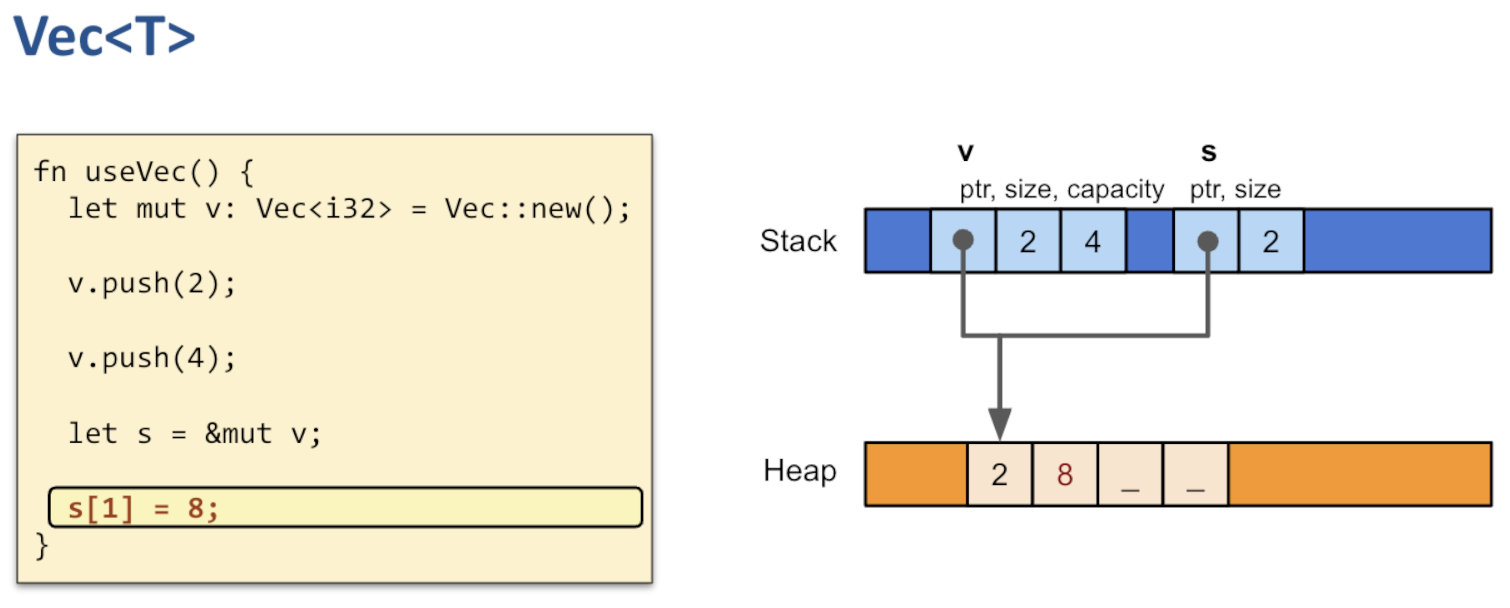 Vec<T>
fn useVec() {
let mut v: Vec<i32> = Vec::new();
v.push(2);
v.push(4);
let s = &mut v;
s[1] = 8;
}
v s
ptr, size, capacity ptr, size
Stack 2 4 2
Heap 2 8 _ _